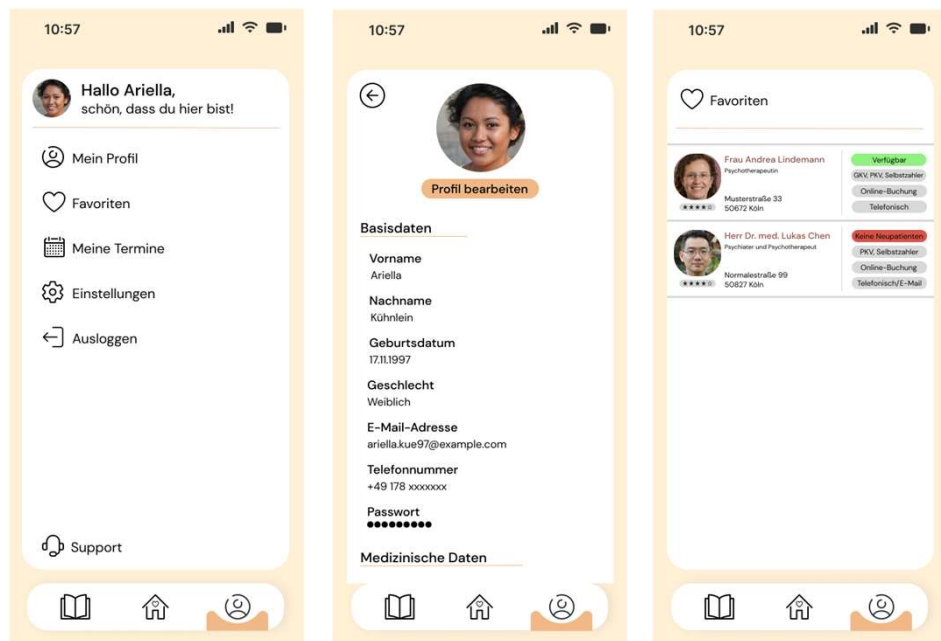 10:57
Hallo Ariella,
schön, dass du hier bist!
Mein Profil
Favoriten
Meine Termine
Einstellungen
Ausloggen
Support
10:57
Profil bearbeiten
Basisdaten
Vorname
Ariella
Nachname
Kühnlein
Geburtsdatum
17.11.1997
Geschlecht
Weiblich
E-Mail-Adresse
ariella.kue97@example.com
Telefonnummer
+49 178 xxxxxxx
Passwort
Medizinische Daten
10:57
Favoriten
Frau Andrea Lindemann
Psychotherapeutin
Musterstraße 33
50672 Köln
Verfügbar
GKV, PKV, Selbstzahler
Online-Buchung
Telefonisch
Herr Dr. med. Lukas Chen
Psychiater und Psychotherapeut
Normalestraße 99
50827 Köln
Keine Neupatienten
PKV, Selbstzahler
Online-Buchung
Telefonisch/E-Mail